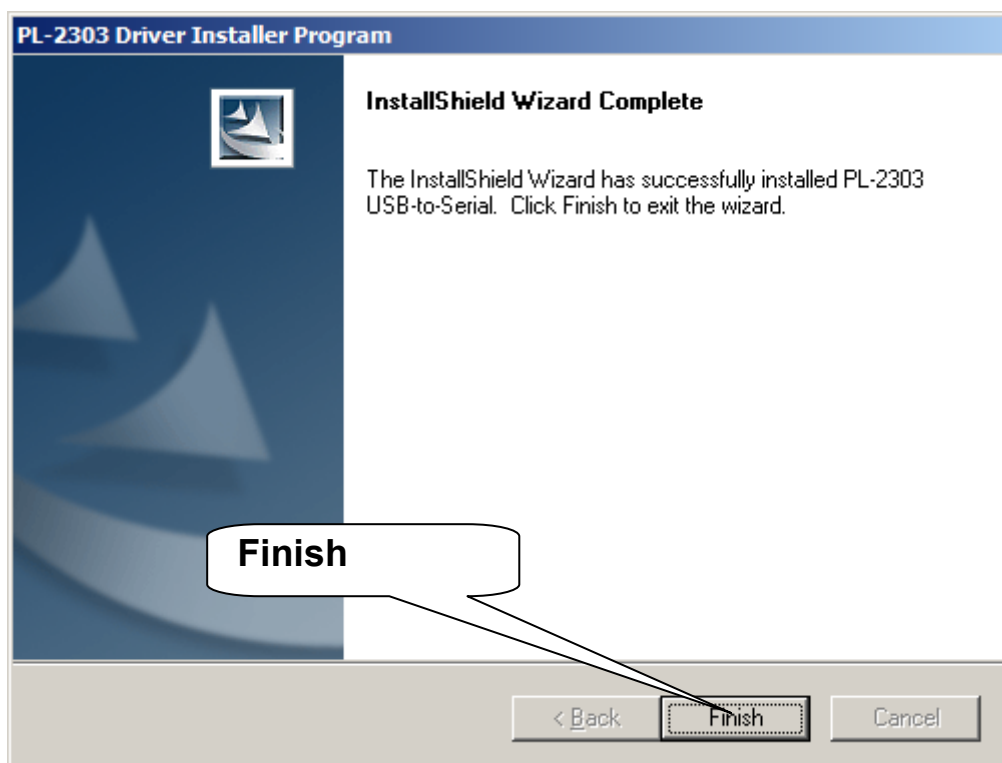 PL-2303 Driver Installer Program
InstallShield Wizard Complete
The InstallShield Wizard has successfully installed PL-2303
USB-to-Serial. Click Finish to exit the wizard.
Finish
< Back
Finish
Cancel